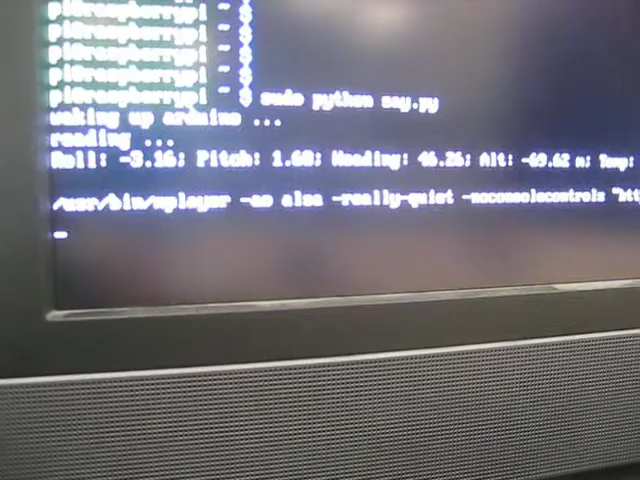 pi@raspberrypi ~ $
pi@raspberrypi ~ $
pi@raspberrypi ~ $
pi@raspberrypi ~ $
pi@raspberrypi ~ $ sudo python say.py
waking up arduino ...
reading ...
Roll: -3.16; Pitch: 1.60; Heading: 46.26; Alt: -69.62 m; Temp:
/usr/bin/mplayer -ao alsa -really-quiet -noconsolecontrols "htt